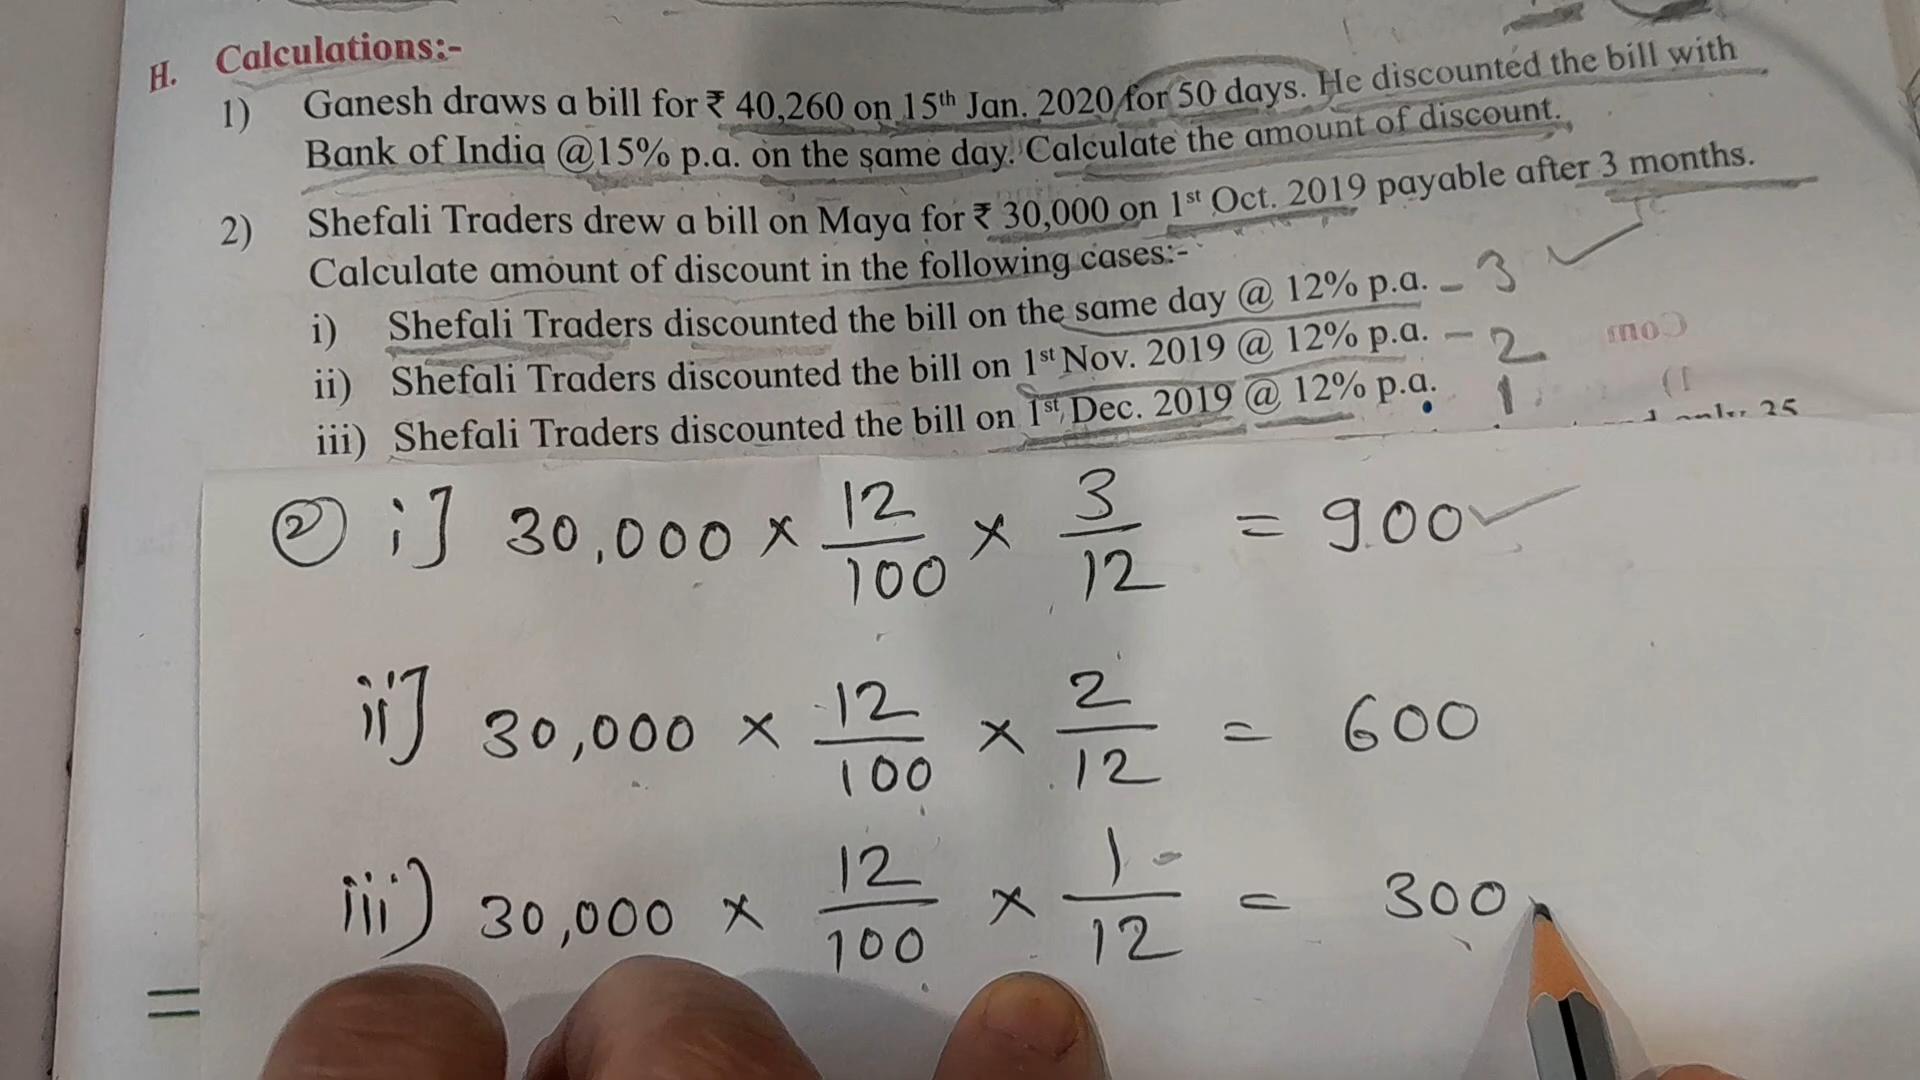 H. Calculations:-
1) Ganesh draws a bill for ₹ 40,260 on 15th Jan. 2020 for 50 days. He discounted the bill with
Bank of India @15% p.a. on the same day. Calculate the amount of discount.
2) Shefali Traders drew a bill on Maya for ₹ 30,000 on 1st Oct. 2019 payable after 3 months.
Calculate amount of discount in the following cases:-
i) Shefali Traders discounted the bill on the same day @ 12% p.a. - 3
ii) Shefali Traders discounted the bill on 1st Nov. 2019 @ 12% p.a. - 2
iii) Shefali Traders discounted the bill on 1st Dec. 2019 @ 12% p.a. 1
② i] 30,000 × 12/100 × 3/12 = 900
ii] 30,000 × 12/100 × 2/12 = 600
iii) 30,000 × 12/100 × 1/12 = 300